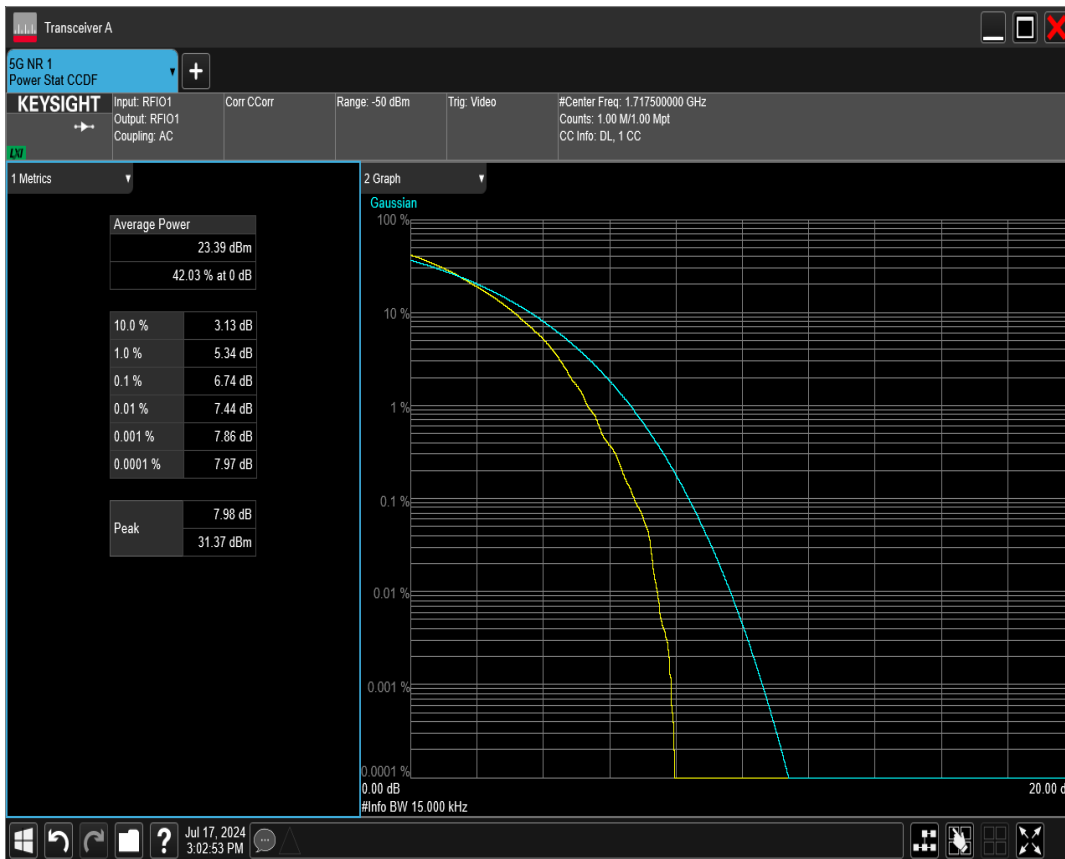 Transceiver A
5G NR 1
Power Stat CCDF
KEYSIGHT
LXI
Input: RFIO1
Output: RFIO1
Coupling: AC
Corr CCorr
Range: -50 dBm
Trig: Video
#Center Freq: 1.717500000 GHz
Counts: 1.00 M/1.00 Mpt
CC Info: DL, 1 CC
1 Metrics
Average Power
23.39 dBm
42.03 % at 0 dB
10.0 % 3.13 dB
1.0 % 5.34 dB
0.1 % 6.74 dB
0.01 % 7.44 dB
0.001 % 7.86 dB
0.0001 % 7.97 dB
Peak 7.98 dB
31.37 dBm
2 Graph
Gaussian
100 %
10 %
1 %
0.1 %
0.01 %
0.001 %
0.0001 %
0.00 dB 20.00 d
#Info BW 15.000 kHz
?
Jul 17, 2024
3:02:53 PM